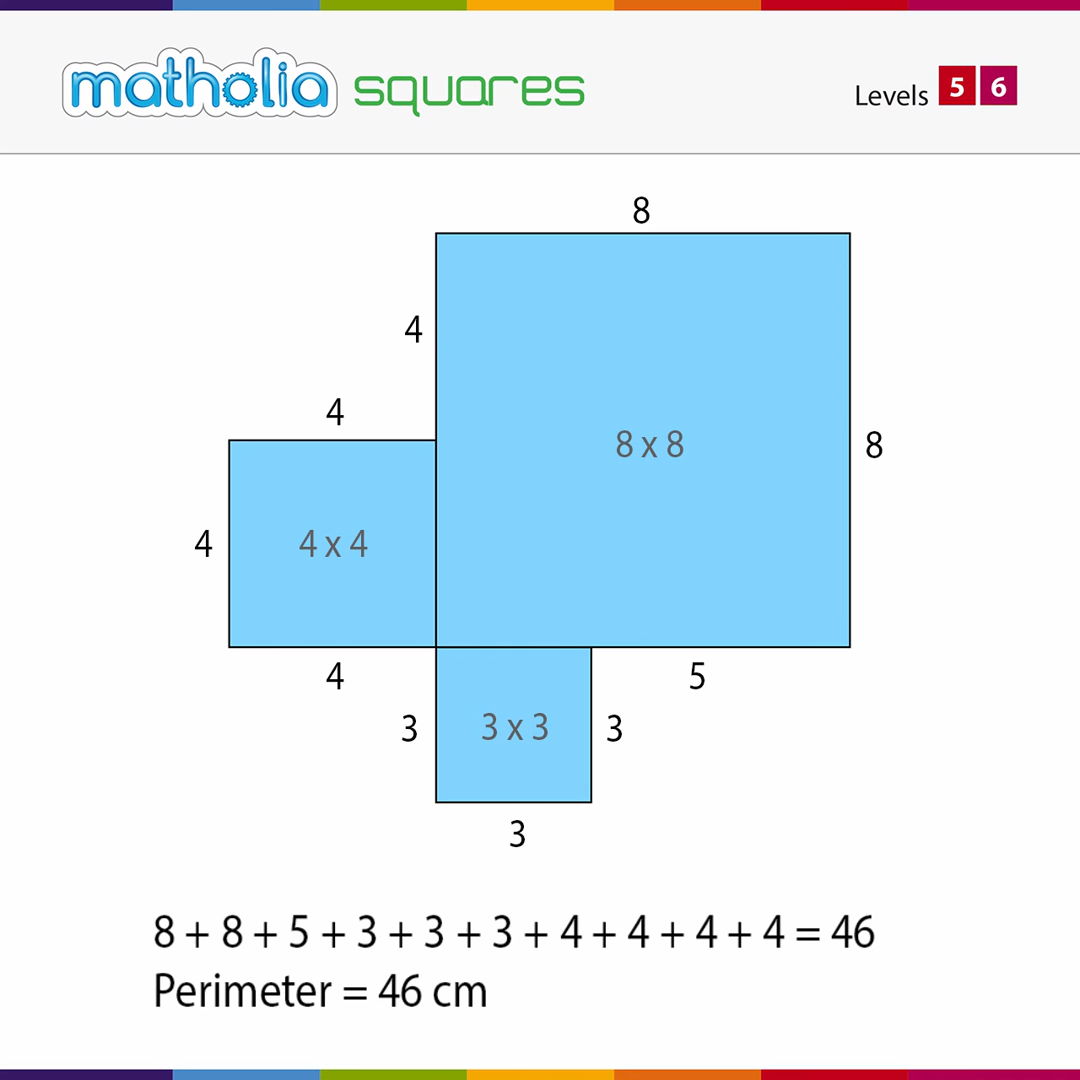 matholia squares
Levels 5 6
8
4
4
8 x 8
8
4
4 x 4
4
5
3
3 x 3
3
3
8 + 8 + 5 + 3 + 3 + 3 + 4 + 4 + 4 + 4 = 46
Perimeter = 46 cm